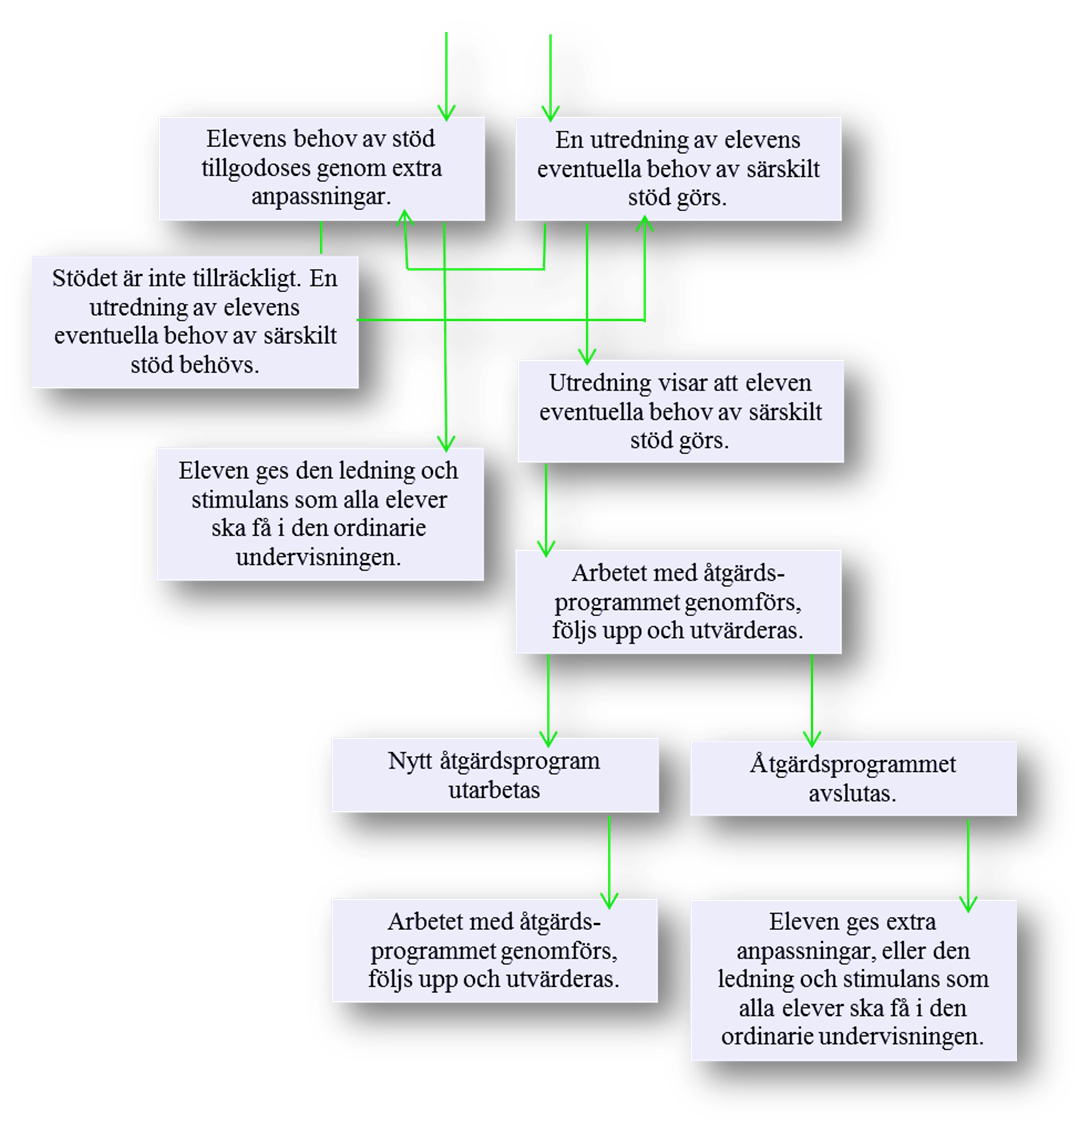 Elevens behov av stöd
tillgodoses genom extra
anpassningar.
En utredning av elevens
eventuella behov av särskilt
stöd görs.
Stödet är inte tillräckligt. En
utredning av elevens
eventuella behov av särskilt
stöd behövs.
Utredning visar att eleven
eventuella behov av särskilt
stöd görs.
Eleven ges den ledning och
stimulans som alla elever
ska få i den ordinarie
undervisningen.
Arbetet med åtgärds-
programmet genomförs,
följs upp och utvärderas.
Nytt åtgärdsprogram
utarbetas
Åtgärdsprogrammet
avslutas.
Arbetet med åtgärds-
programmet genomförs,
följs upp och utvärderas.
Eleven ges extra
anpassningar, eller den
ledning och stimulans som
alla elever ska få i den
ordinarie undervisningen.